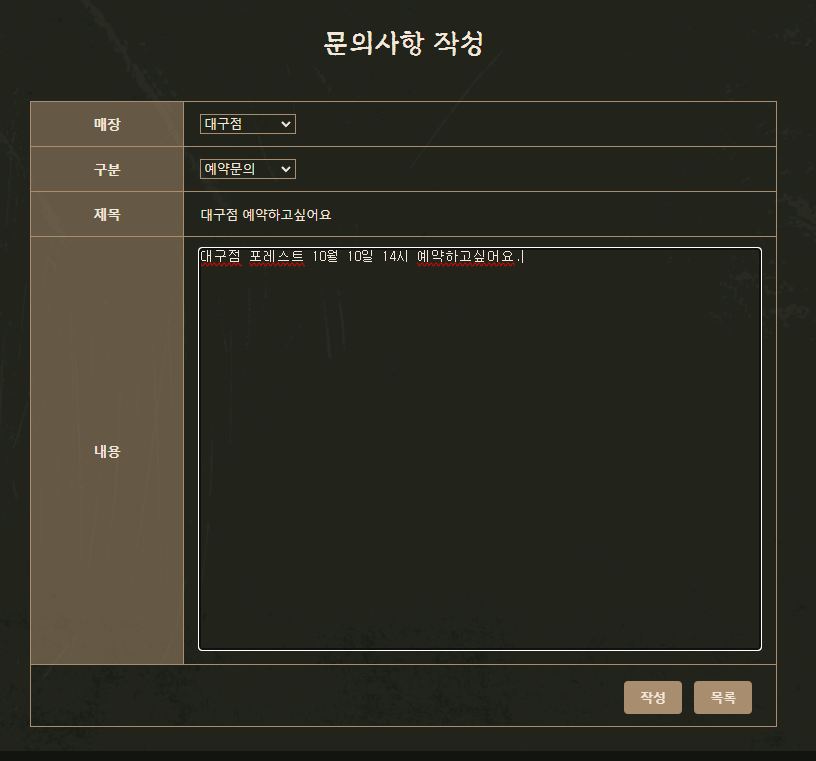 문의사항 작성
매장 대구점
구분 예약문의
제목 대구점 예약하고싶어요
대구점 포레스트 10월 10일 14시 예약하고싶어요.
내용
작성 목록